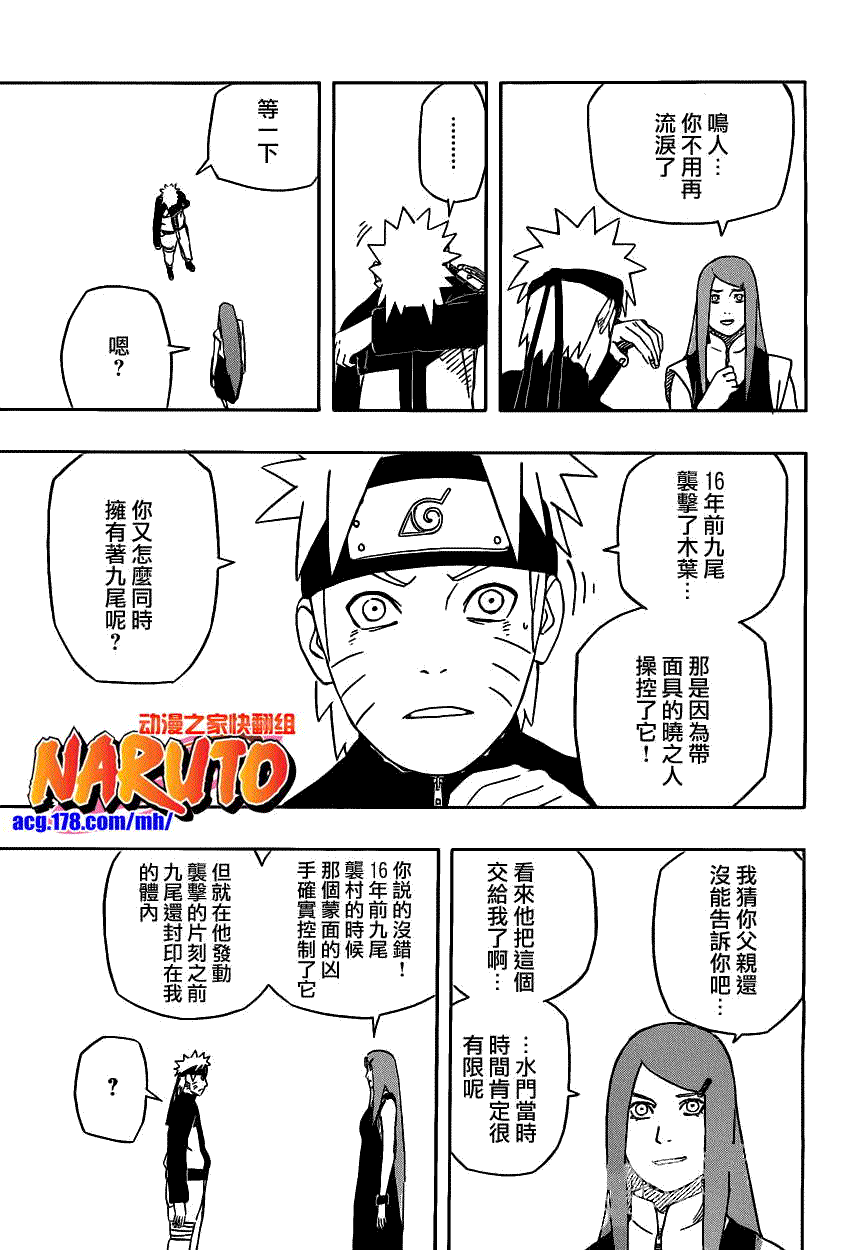 鳴人…
你不用再
流淚了
………
等一下
嗯?
16年前九尾
襲擊了木葉…
那是因為帶
面具的曉之人
操控了它!
你又怎麼同時
擁有著九尾呢?
动漫之家快翻组
NARUTO
acg.178.com/mh/
我猜你父親還
沒能告訴你吧…
看來他把這個
交給我了啊…
…水門當時
時間肯定很
有限呢
你説的沒錯!
16年前九尾
襲村的時候
那個蒙面的凶
手確實控制了它
但就在他發動
襲擊的片刻之前
九尾還封印在我
的體內
?